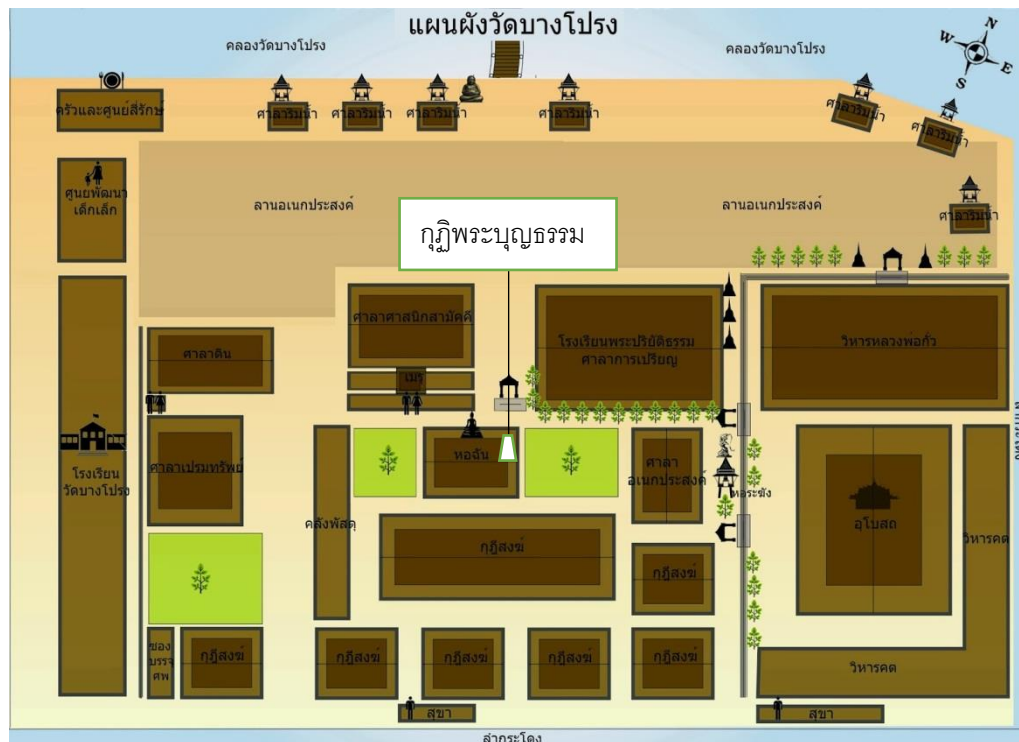 แผนผังวัดบางโปรง
คลองวัดบางโปรง
คลองวัดบางโปรง
N
W
E
S
ครัวและศูนย์สี่รักษ์
ศาลาริมน้ำ
ศาลาริมน้ำ
ศาลาริมน้ำ
ศาลาริมน้ำ
ศาลาริมน้ำ
ศาลาริมน้ำ
ศูนย์พัฒนา
เด็กเล็ก
ลานอเนกประสงค์
ลานอเนกประสงค์
ศาลาริมน้ำ
กุฏิพระบุญธรรม
ศาลาศาสนิกสามัคคี
โรงเรียนพระปริยัติธรรม
ศาลาการเปรียญ
วิหารหลวงพ่อกั่ว
ศาลาดิน
เมรุ
โรงเรียน
วัดบางโปรง
ศาลาเปรมทรัพย์
หอฉัน
ศาลา
อเนกประสงค์
หอระฆัง
อุโบสถ
วิหารคต
คลังพัสดุ
กุฎีสงฆ์
กุฎีสงฆ์
ช่อง
บรรจุ
ศพ
กุฎีสงฆ์
กุฎีสงฆ์
กุฎีสงฆ์
กุฎีสงฆ์
กุฎีสงฆ์
วิหารคต
สุขา
สุขา
ลำกระโดง